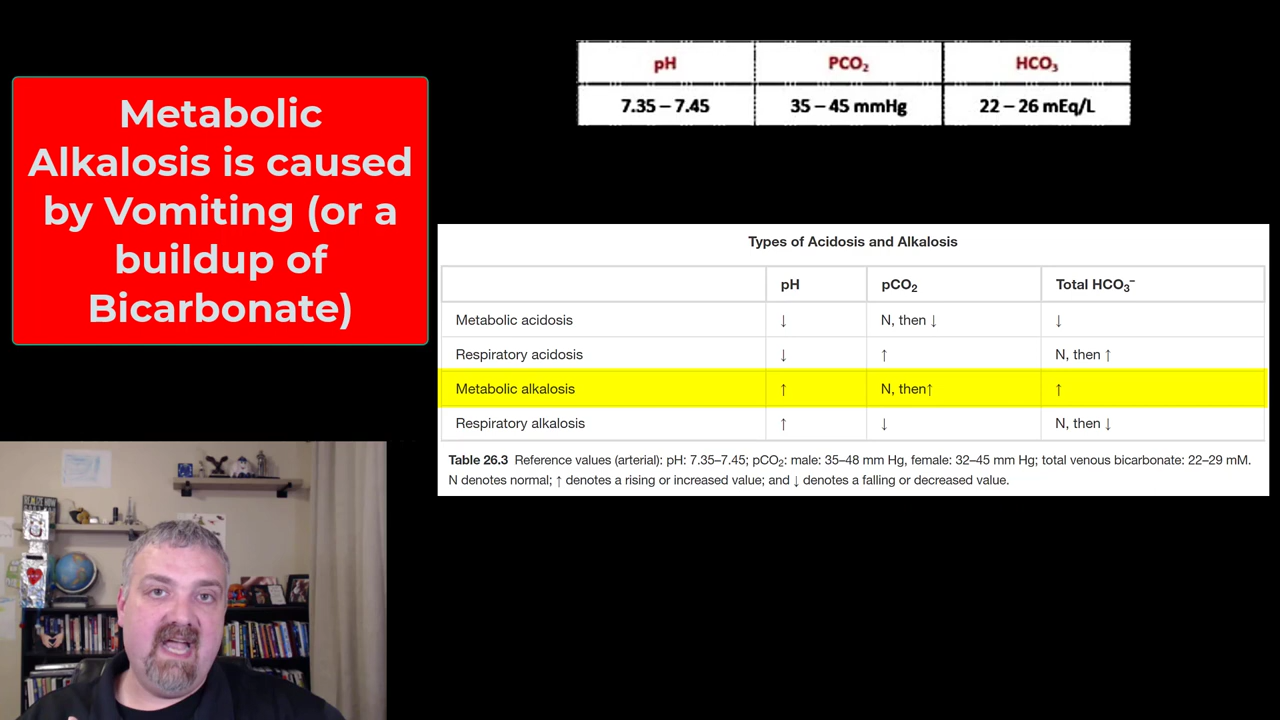 Metabolic
Alkalosis is caused
by Vomiting (or a
buildup of
Bicarbonate)
pH PCO₂ HCO₃
7.35 – 7.45 35 – 45 mmHg 22 – 26 mEq/L
Types of Acidosis and Alkalosis
pH pCO₂ Total HCO₃⁻
Metabolic acidosis ↓ N, then ↓ ↓
Respiratory acidosis ↓ ↑ N, then ↑
Metabolic alkalosis ↑ N, then↑ ↑
Respiratory alkalosis ↑ ↓ N, then ↓
Table 26.3 Reference values (arterial): pH: 7.35–7.45; pCO₂: male: 35–48 mm Hg, female: 32–45 mm Hg; total venous bicarbonate: 22–29 mM.
N denotes normal; ↑ denotes a rising or increased value; and ↓ denotes a falling or decreased value.